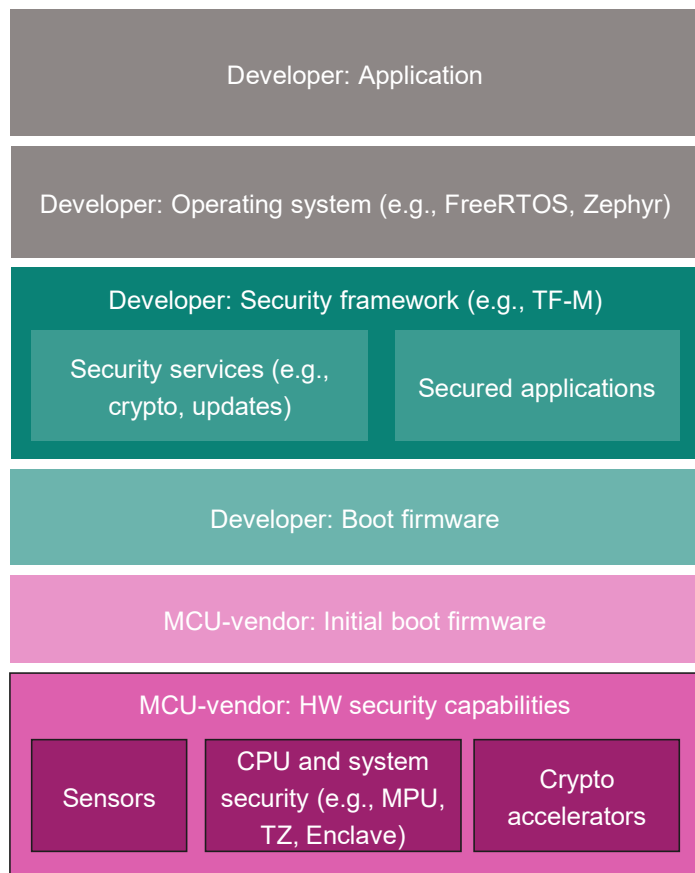 Developer: Application
Developer: Operating system (e.g., FreeRTOS, Zephyr)
Developer: Security framework (e.g., TF-M)
Security services (e.g.,
crypto, updates)
Secured applications
Developer: Boot firmware
MCU-vendor: Initial boot firmware
MCU-vendor: HW security capabilities
Sensors
CPU and system
security (e.g., MPU,
TZ, Enclave)
Crypto
accelerators